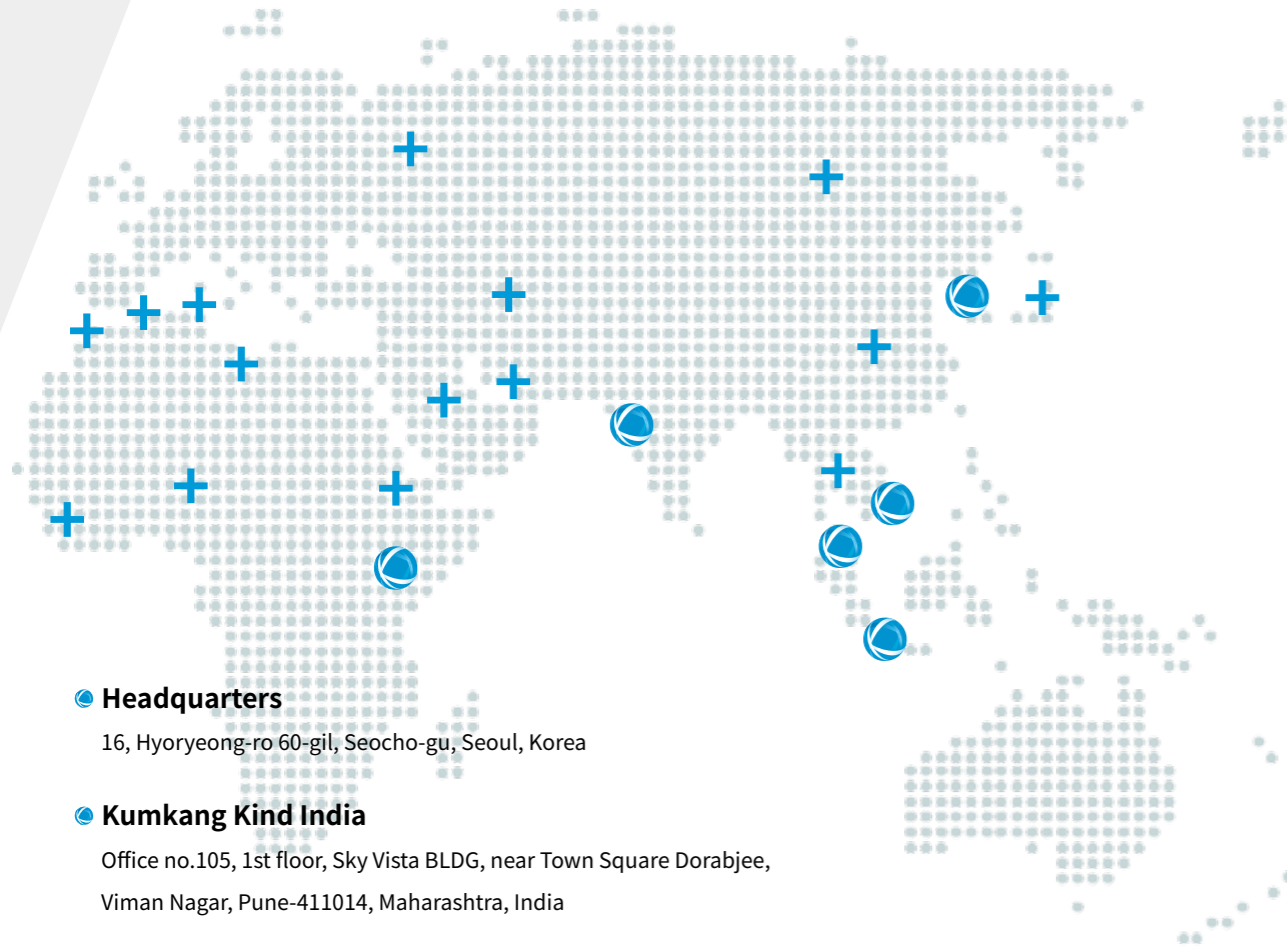 Headquarters
16, Hyoryeong-ro 60-gil, Seocho-gu, Seoul, Korea
Kumkang Kind India
Office no.105, 1st floor, Sky Vista BLDG, near Town Square Dorabjee,
Viman Nagar, Pune-411014, Maharashtra, India